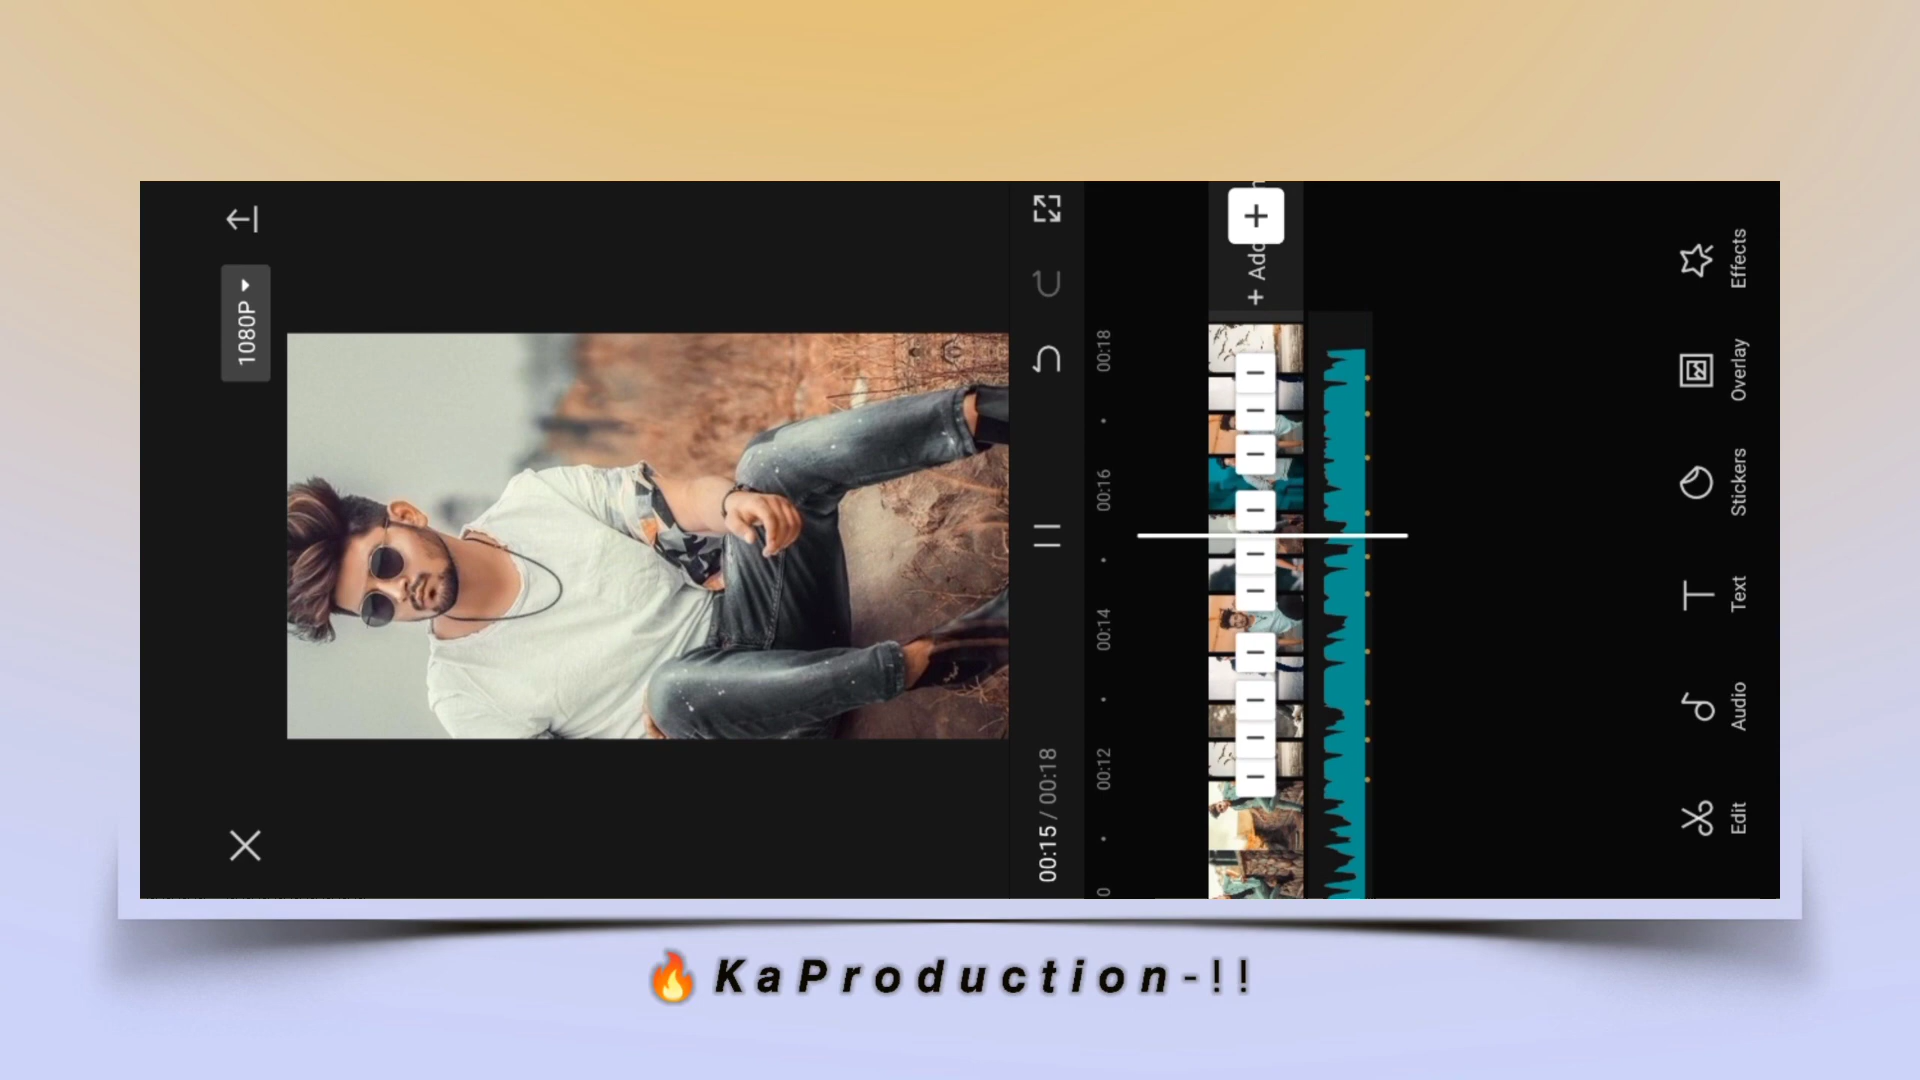 1080P
00:15 / 00:18
0
00:12
00:14
00:16
00:18
+ Add
Edit
Audio
Text
Stickers
Overlay
Effects
🔥 KaProduction-!!